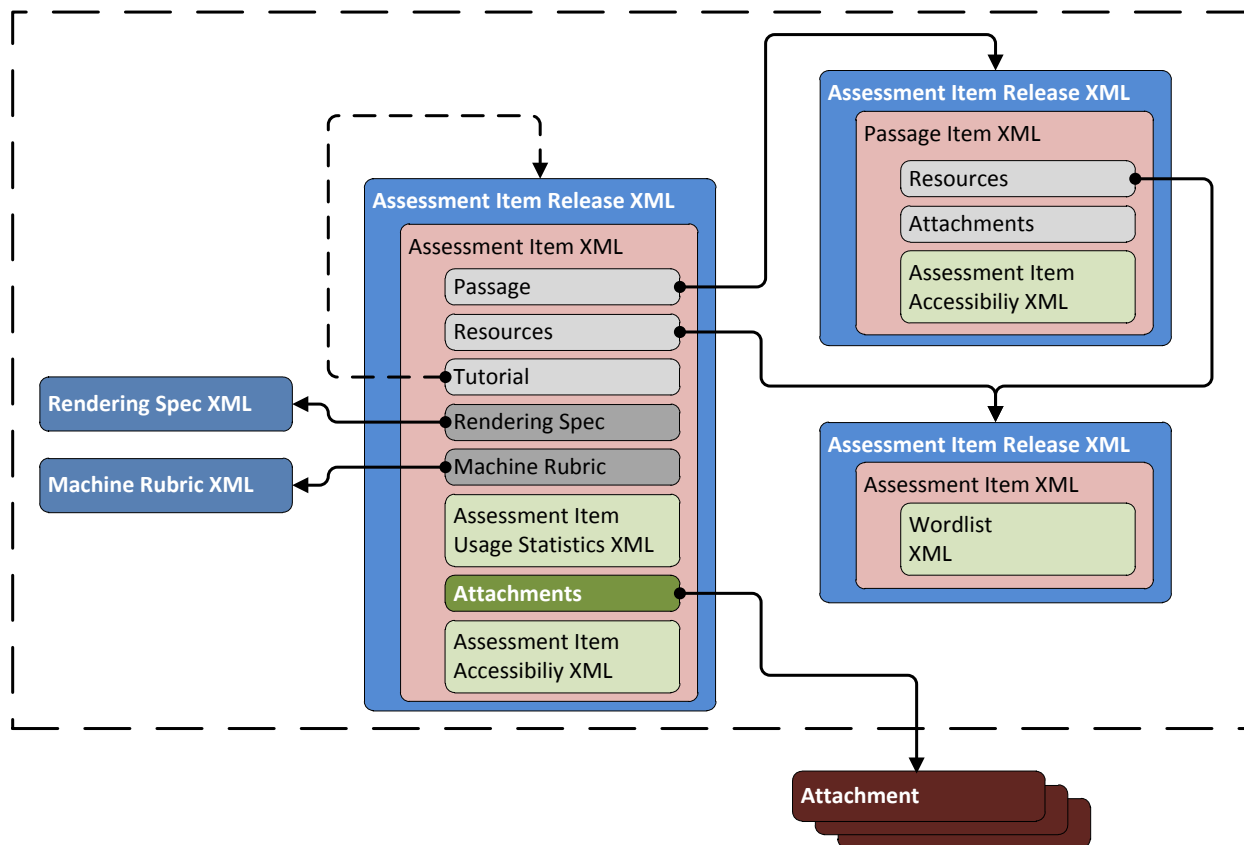 Assessment Item Release XML
Assessment Item XML
Passage
Resources
Tutorial
Rendering Spec
Machine Rubric
Assessment Item
Usage Statistics XML
Attachments
Assessment Item
Accessibiliy XML
Rendering Spec XML
Machine Rubric XML
Assessment Item Release XML
Passage Item XML
Resources
Attachments
Assessment Item
Accessibiliy XML
Assessment Item Release XML
Assessment Item XML
Wordlist
XML
Attachment